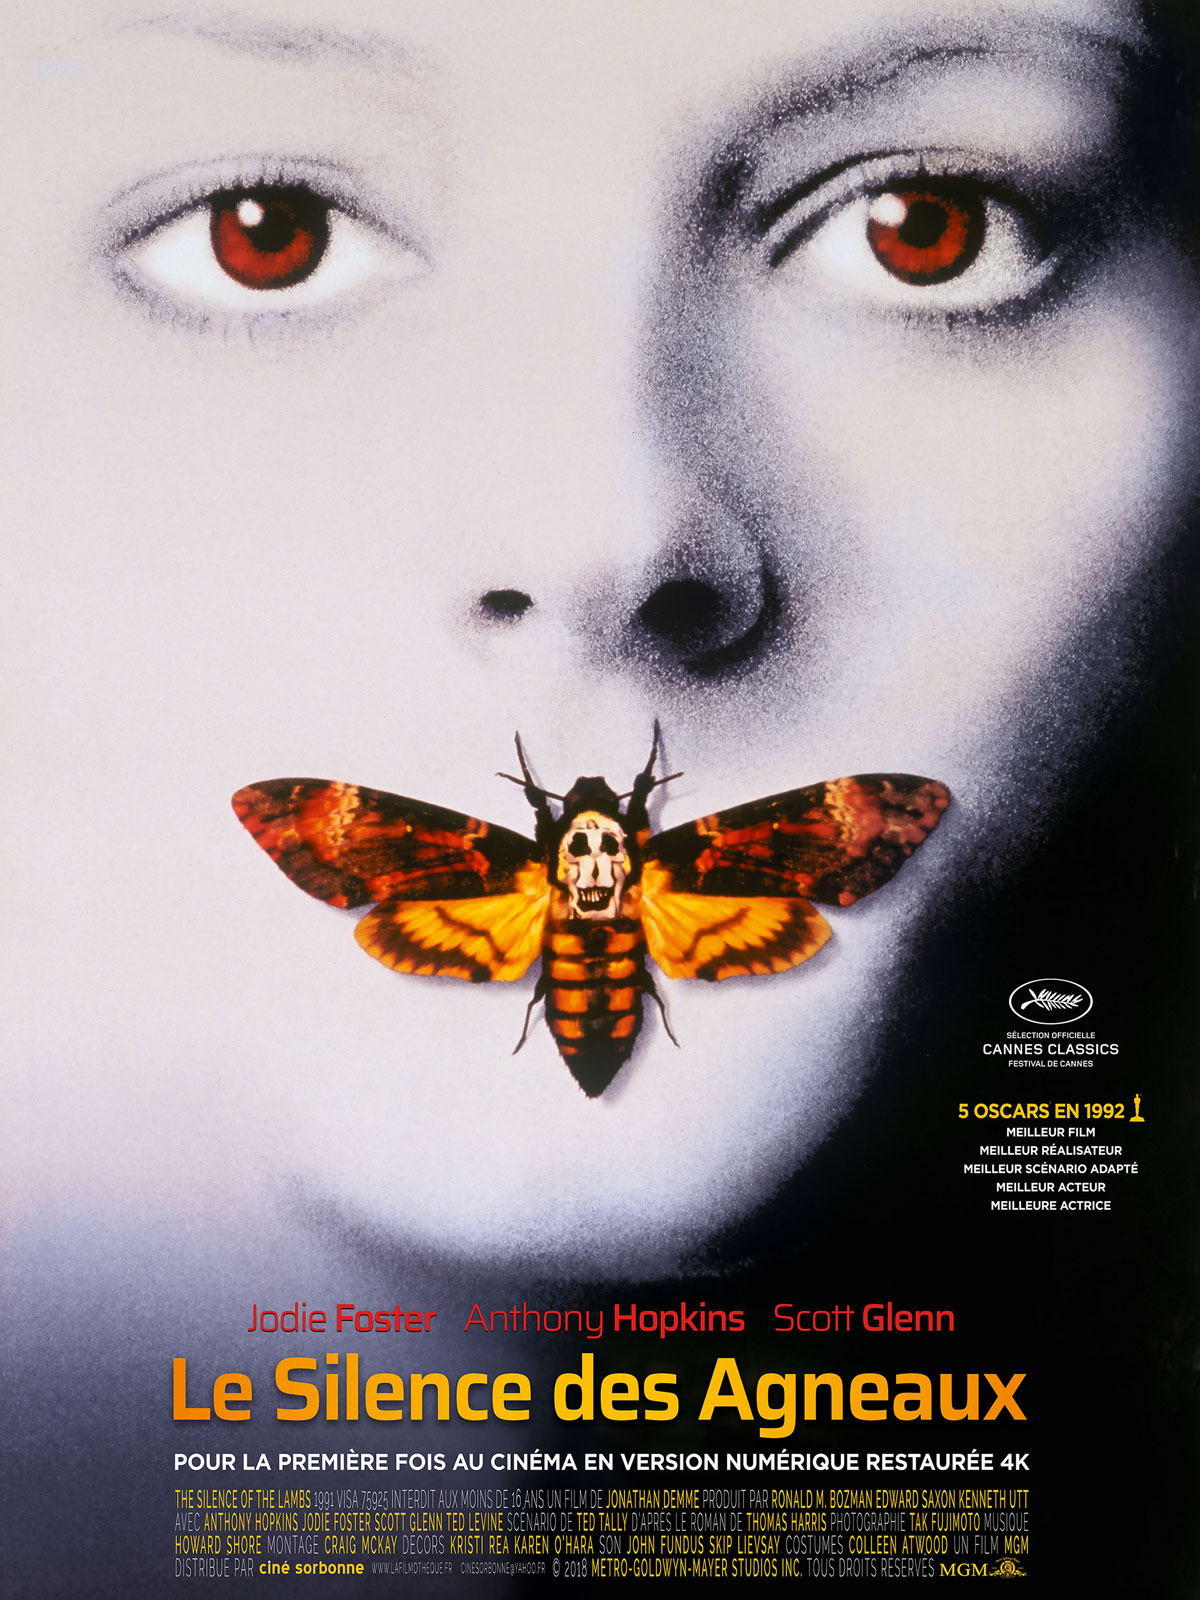 SÉLECTION OFFICIELLE
CANNES CLASSICS
FESTIVAL DE CANNES
5 OSCARS EN 1992
MEILLEUR FILM
MEILLEUR RÉALISATEUR
MEILLEUR SCÉNARIO ADAPTÉ
MEILLEUR ACTEUR
MEILLEURE ACTRICE
Jodie Foster Anthony Hopkins Scott Glenn
Le Silence des Agneaux
POUR LA PREMIÈRE FOIS AU CINÉMA EN VERSION NUMÉRIQUE RESTAURÉE 4K
THE SILENCE OF THE LAMBS 1991 VISA 75925 INTERDIT AUX MOINS DE 16 ANS UN FILM DE JONATHAN DEMME PRODUIT PAR RONALD M. BOZMAN EDWARD SAXON KENNETH UTT
AVEC ANTHONY HOPKINS JODIE FOSTER SCOTT GLENN TED LEVINE SCENARIO DE TED TALLY D'APRES LE ROMAN DE THOMAS HARRIS PHOTOGRAPHIE TAK FUJIMOTO MUSIQUE
HOWARD SHORE MONTAGE CRAIG MCKAY DECORS KRISTI REA KAREN O'HARA SON JOHN FUNDUS SKIP LIEVSAY COSTUMES COLLEEN ATWOOD UN FILM MGM
DISTRIBUE PAR ciné sorbonne WWW.LAFILMOTHEQUE.FR CINESORBONNE@YAHOO.FR © 2018 METRO-GOLDWYN-MAYER STUDIOS INC. TOUS DROITS RESERVES MGM